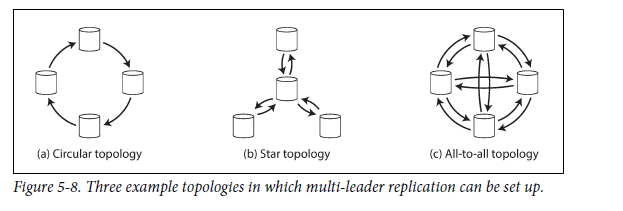 (a) Circular topology
(b) Star topology
(c) All-to-all topology
Figure 5-8. Three example topologies in which multi-leader replication can be set up.